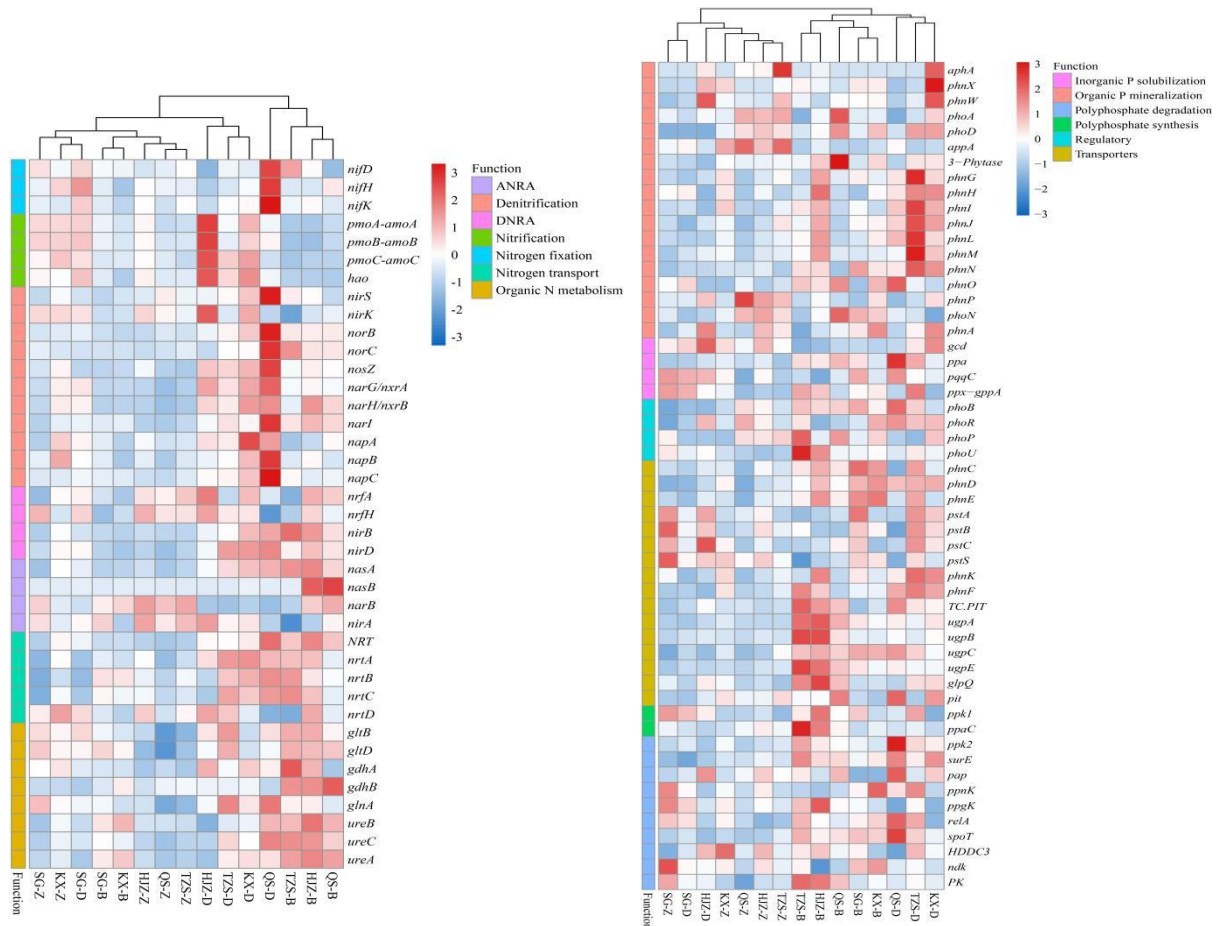 nifD
nifH
nifK
pmoA-amoA
pmoB-amoB
pmoC-amoC
hao
nirS
nirK
norB
norC
nosZ
narG/nxrA
narH/nxrB
narI
napA
napB
napC
nrfA
nrfH
nirB
nirD
nasA
nasB
narB
nirA
NRT
nrtA
nrtB
nrtC
nrtD
gltB
gltD
gdhA
gdhB
glnA
ureB
ureC
ureA
Function
SG-Z
KX-Z
SG-D
SG-B
KX-B
HJZ-Z
QS-Z
TZS-Z
HJZ-D
TZS-D
KX-D
QS-D
TZS-B
HJZ-B
QS-B
3
2
1
0
-1
-2
-3
Function
ANRA
Denitrification
DNRA
Nitrification
Nitrogen fixation
Nitrogen transport
Organic N metabolism
aphA
phnX
phnW
phoA
phoD
appA
3-Phytase
phnG
phnH
phnI
phnJ
phnL
phnM
phnN
phnO
phnP
phoN
phnA
gcd
ppa
pqqC
ppx-gppA
phoB
phoR
phoP
phoU
phnC
phnD
phnE
pstA
pstB
pstC
pstS
phnK
phnF
TC.PIT
ugpA
ugpB
ugpC
ugpE
glpQ
pit
ppk1
ppaC
ppk2
surE
pap
ppnK
ppgK
relA
spoT
HDDC3
ndk
PK
Function
SG-Z
SG-D
HJZ-D
KX-Z
QS-Z
HJZ-Z
TZS-Z
TZS-B
HJZ-B
QS-B
SG-B
KX-B
QS-D
TZS-D
KX-D
3
2
1
0
-1
-2
-3
Function
Inorganic P solubilization
Organic P mineralization
Polyphosphate degradation
Polyphosphate synthesis
Regulatory
Transporters